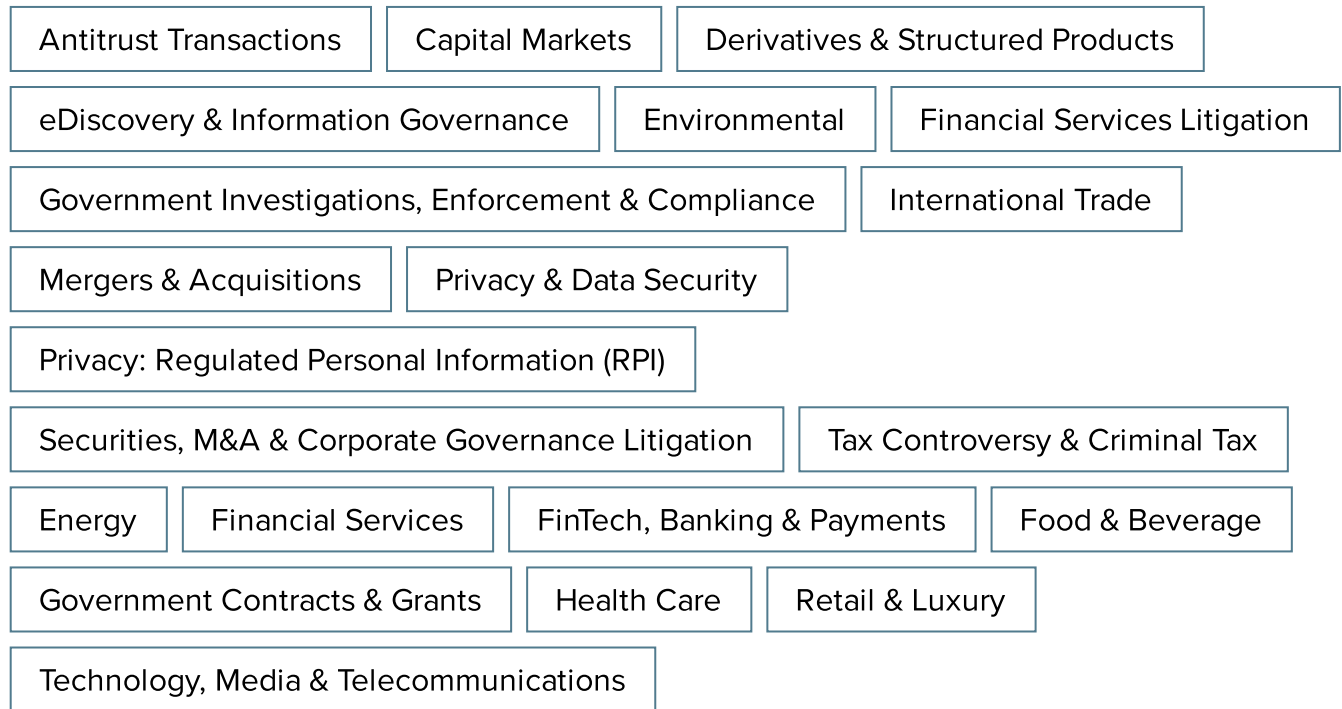 Antitrust Transactions Capital Markets Derivatives & Structured Products
eDiscovery & Information Governance Environmental Financial Services Litigation
Government Investigations, Enforcement & Compliance International Trade
Mergers & Acquisitions Privacy & Data Security
Privacy: Regulated Personal Information (RPI)
Securities, M&A & Corporate Governance Litigation Tax Controversy & Criminal Tax
Energy Financial Services FinTech, Banking & Payments Food & Beverage
Government Contracts & Grants Health Care Retail & Luxury
Technology, Media & Telecommunications